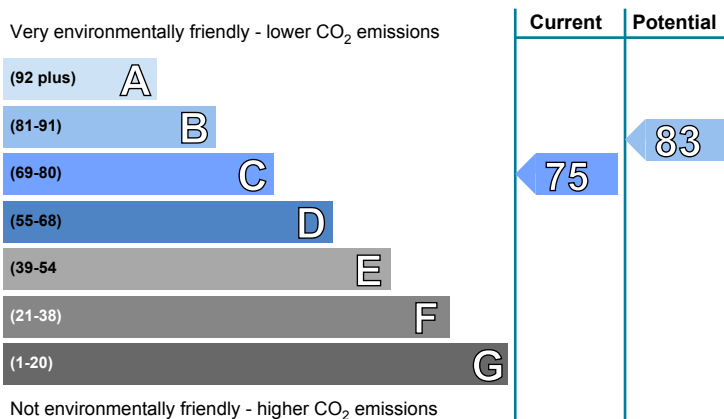 Very environmentally friendly - lower CO2 emissions
Current
Potential
(92 plus) A
(81-91) B
83
(69-80) C
75
(55-68) D
(39-54 E
(21-38) F
(1-20) G
Not environmentally friendly - higher CO2 emissions